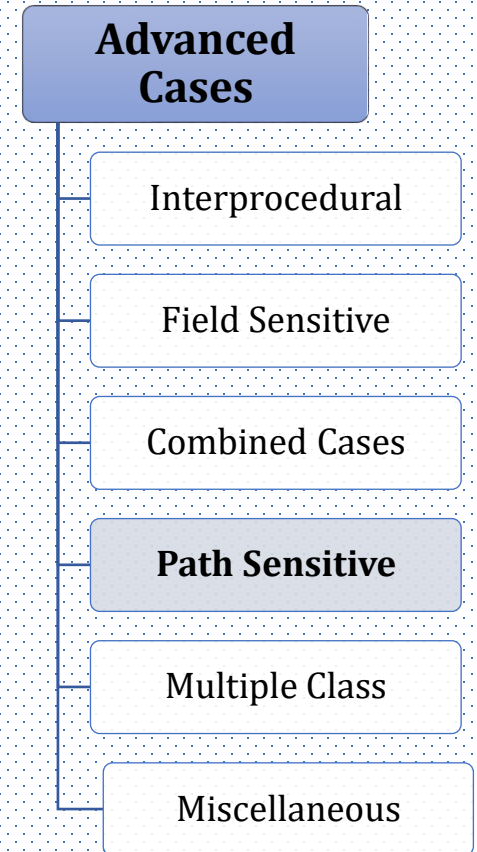 Advanced
Cases
Interprocedural
Field Sensitive
Combined Cases
Path Sensitive
Multiple Class
Miscellaneous